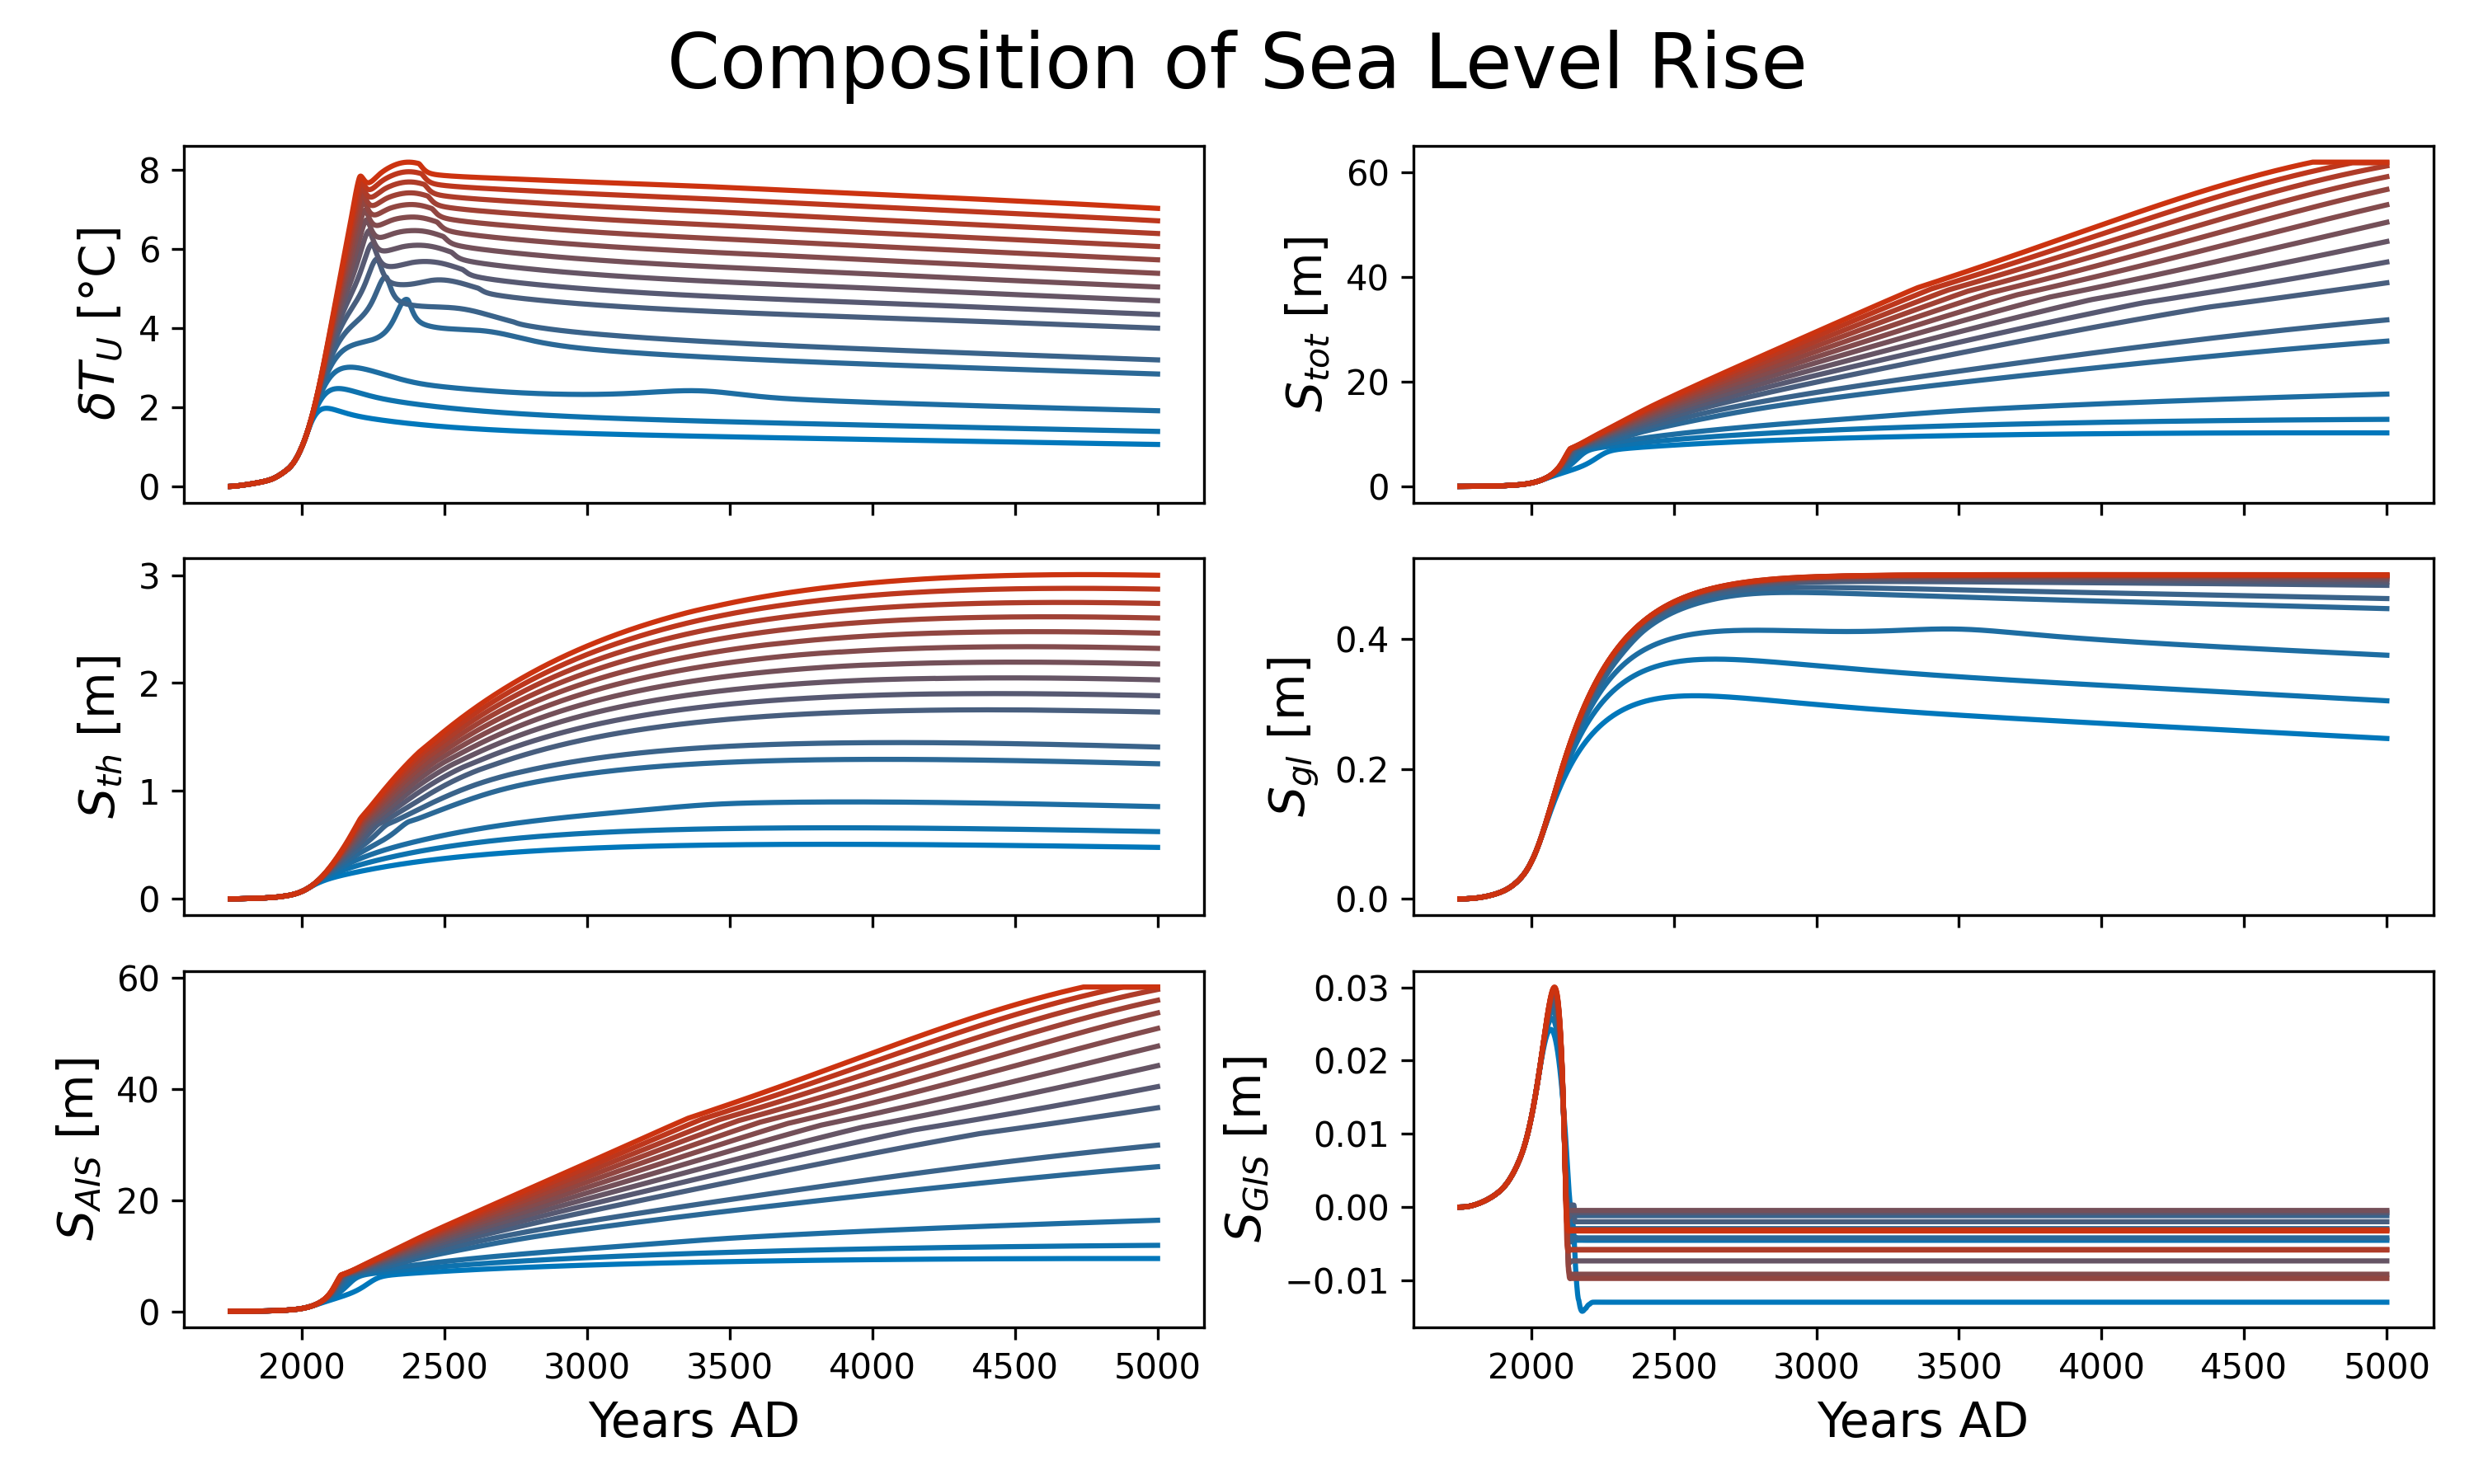 Composition of Sea Level Rise
δT_U [°C]
8
6
4
2
0
S_tot [m]
60
40
20
0
S_th [m]
3
2
1
0
S_gl [m]
0.4
0.2
0.0
S_AIS [m]
60
40
20
0
2000 2500 3000 3500 4000 4500 5000
Years AD
S_GIS [m]
0.03
0.02
0.01
0.00
−0.01
2000 2500 3000 3500 4000 4500 5000
Years AD